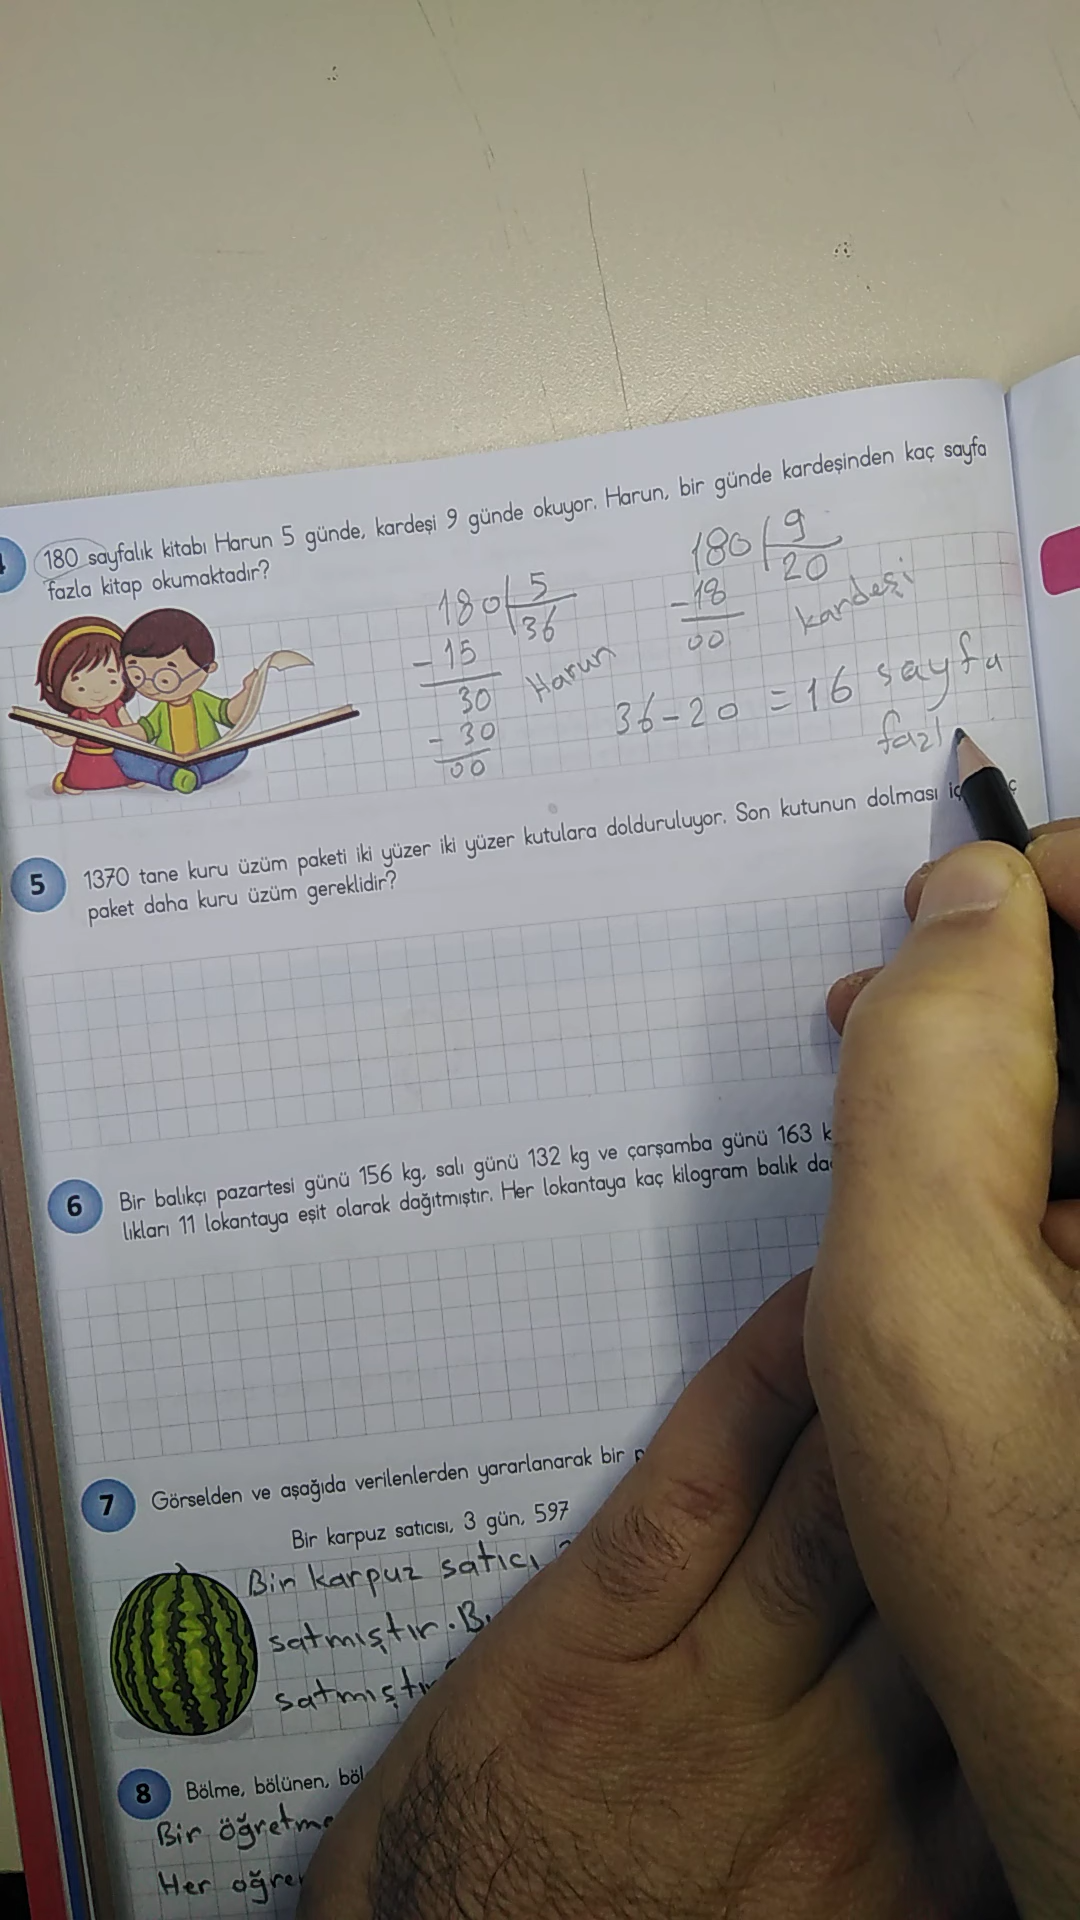 180 sayfalık kitabı Harun 5 günde, kardeşi 9 günde okuyor. Harun, bir günde kardeşinden kaç sayfa
fazla kitap okumaktadır?
180 5
36
- 15
30
- 30
00
Harun
180 9
20
- 18
00
kardeşi
36-20 = 16 sayfa
fazl
5
1370 tane kuru üzüm paketi iki yüzer iki yüzer kutulara dolduruluyor. Son kutunun dolması
paket daha kuru üzüm gereklidir?
6
Bir balıkçı pazartesi günü 156 kg, salı günü 132 kg ve çarşamba günü 163
lıkları 11 lokantaya eşit olarak dağıtmıştır. Her lokantaya kaç kilogram balık
7
Görselden ve aşağıda verilenlerden yararlanarak bir
Bir karpuz satıcısı, 3 gün, 597
Bir karpuz satıcı
satmıştır.
8
Bölme, bölünen,
Bir
Her